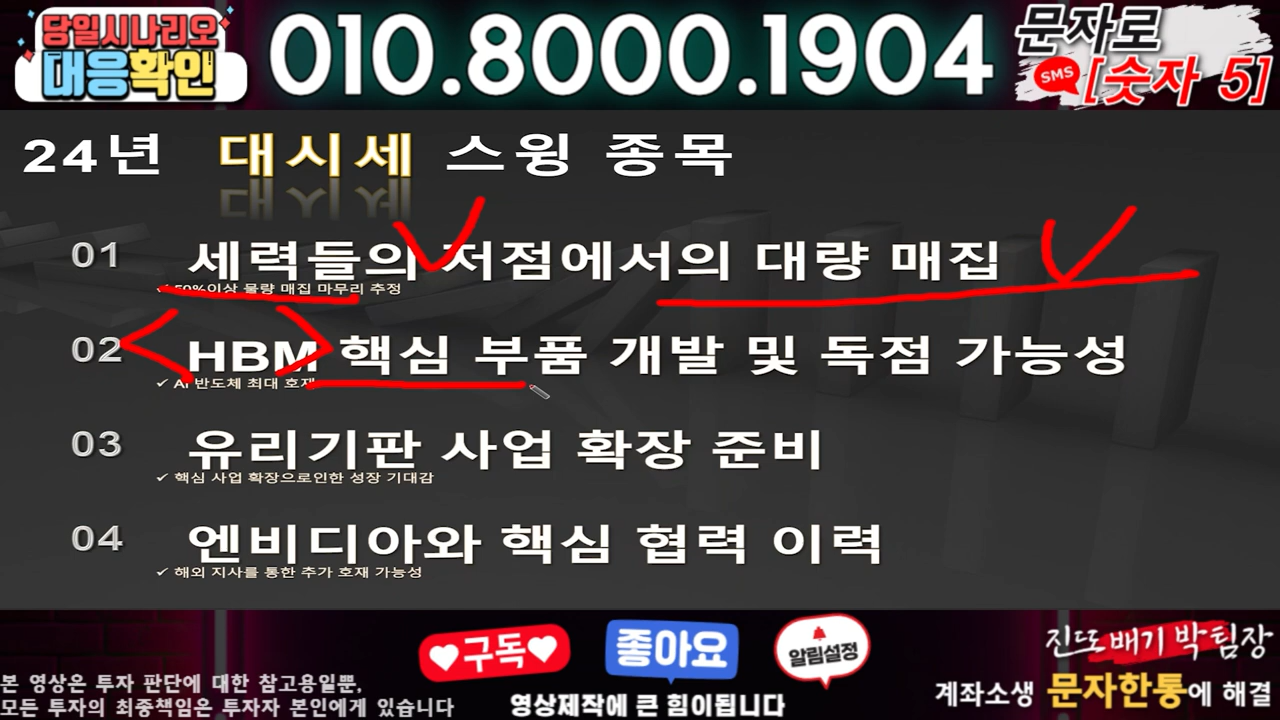 당일시나리오
대응확인
010.8000.1904
문자로
SMS [숫자 5]
24년 대시세 스윙 종목
01 세력들의 저점에서의 대량 매집
✓ 50%이상 물량 매집 마무리 추정
02 HBM 핵심 부품 개발 및 독점 가능성
✓ AI 반도체 최대 호재
03 유리기판 사업 확장 준비
✓ 핵심 사업 확장으로인한 성장 기대감
04 엔비디아와 핵심 협력 이력
✓ 해외 지사를 통한 추가 호재 가능성
본 영상은 투자 판단에 대한 참고용일뿐,
모든 투자의 최종책임은 투자자 본인에게 있습니다
구독
좋아요
알림설정
영상제작에 큰 힘이됩니다
진또배기 박팀장
계좌소생 문자한통에 해결